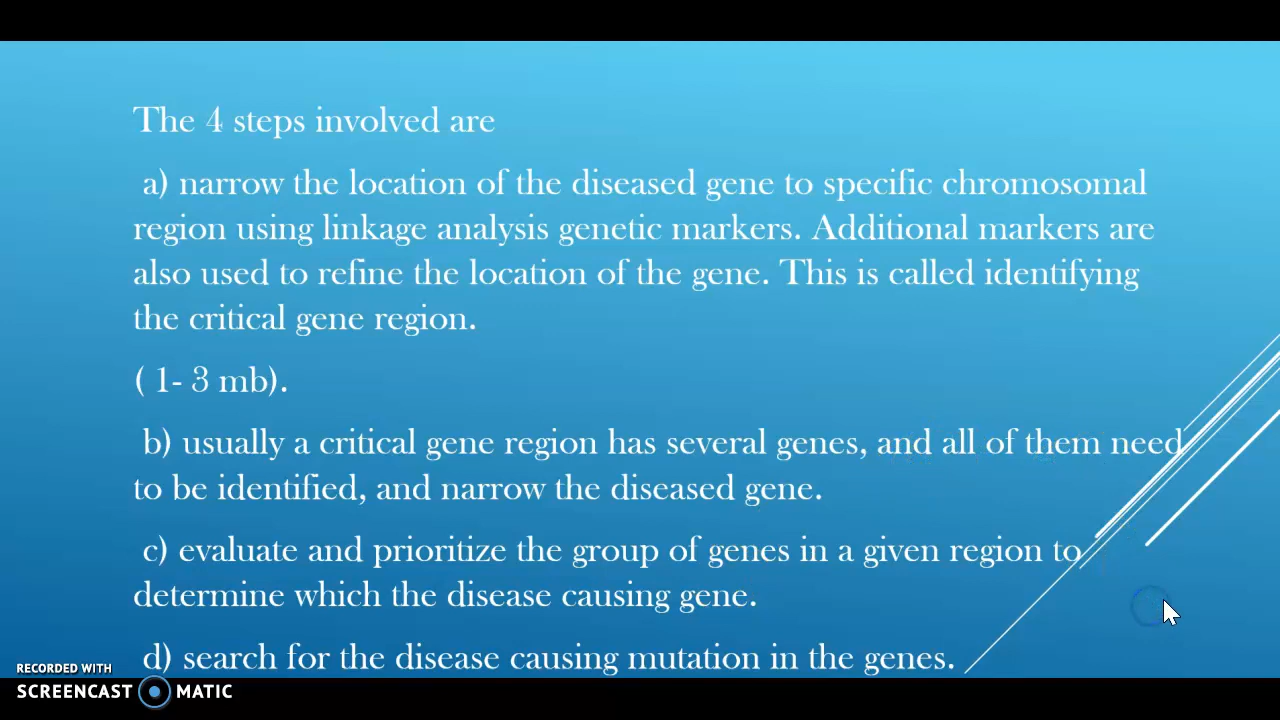 The 4 steps involved are
a) narrow the location of the diseased gene to specific chromosomal
region using linkage analysis genetic markers. Additional markers are
also used to refine the location of the gene. This is called identifying
the critical gene region.
( 1- 3 mb).
b) usually a critical gene region has several genes, and all of them need
to be identified, and narrow the diseased gene.
c) evaluate and prioritize the group of genes in a given region to
determine which the disease causing gene.
d) search for the disease causing mutation in the genes.
RECORDED WITH
SCREENCAST MATIC